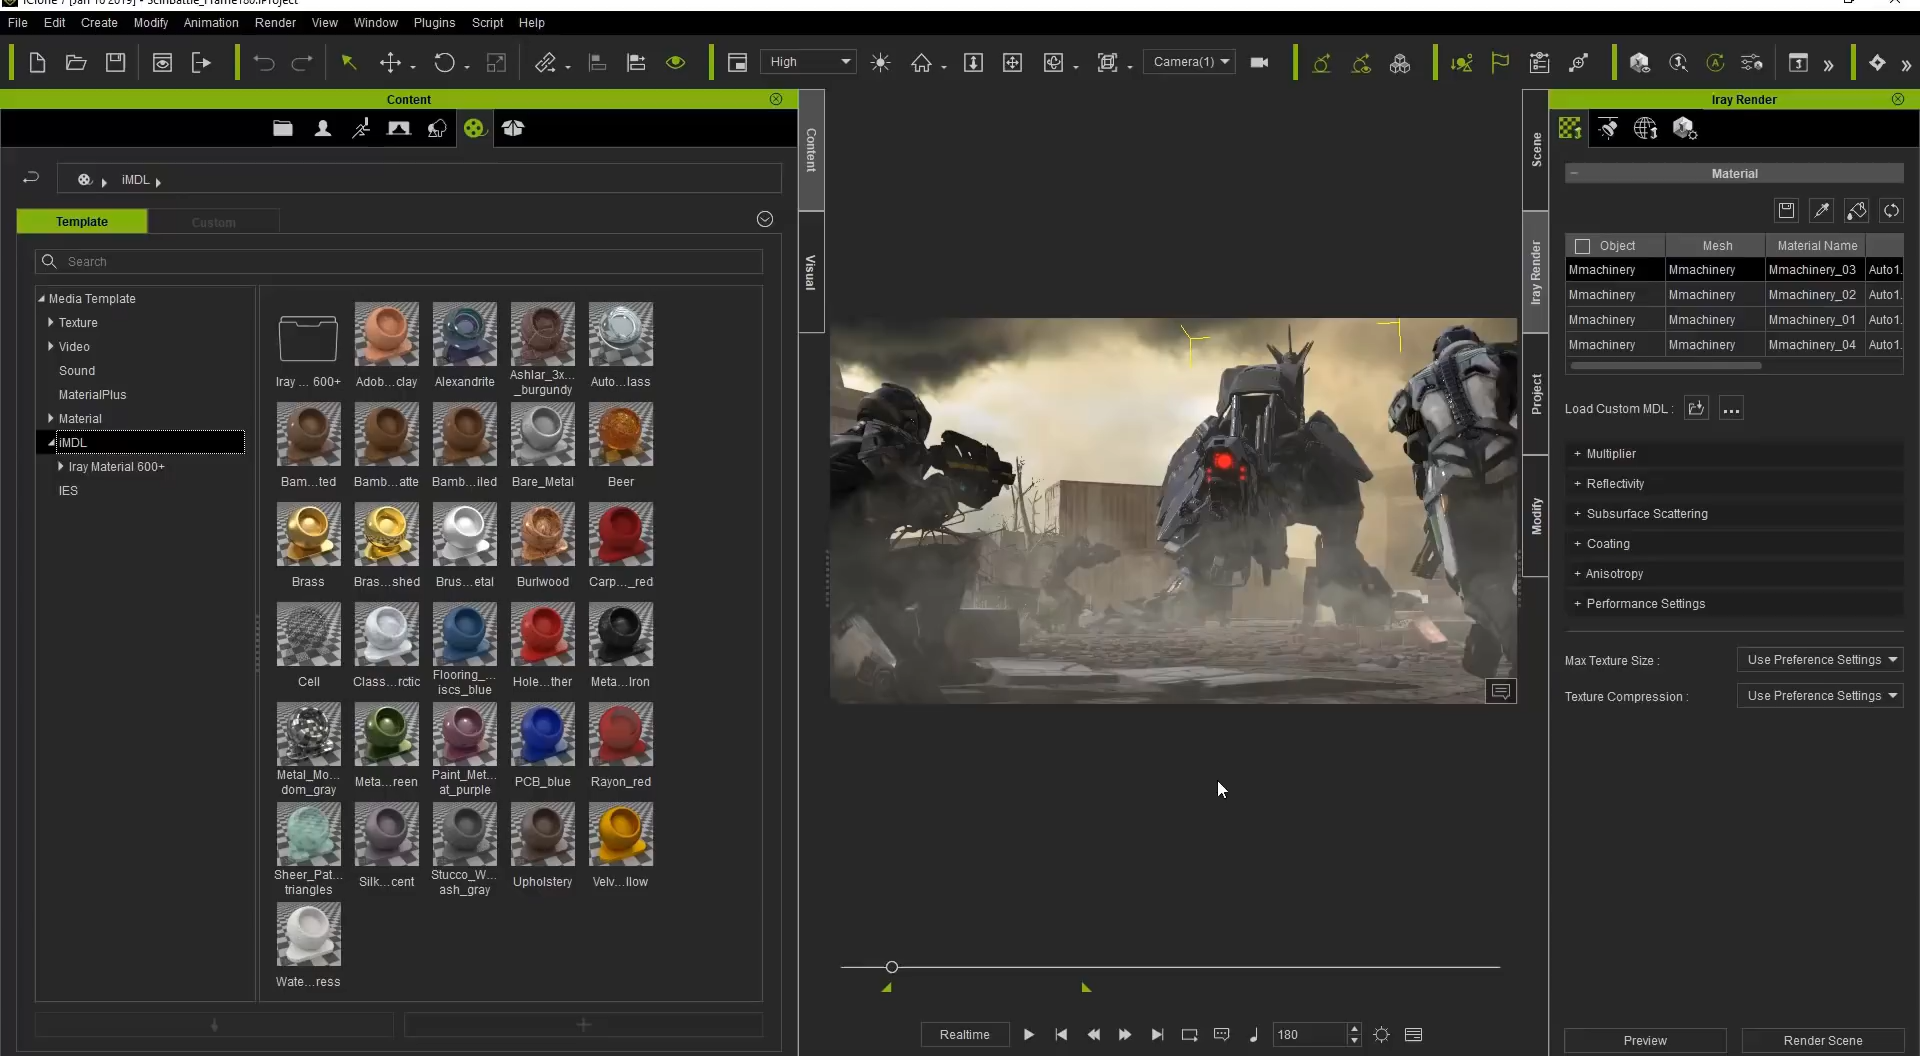 iClone 7 [Jan 10 2019] - ScifiBattle_Frame180.iProject
File Edit Create Modify Animation Render View Window Plugins Script Help
High
Camera(1)
Content
Iray Render
iMDL
Template
Custom
Search
Media Template
Texture
Video
Sound
MaterialPlus
Material
iMDL
Iray Material 600+
IES
Iray ... 600+ Adob...clay Alexandrite Ashlar_3x... Auto...lass
_burgundy
Bam...ted Bamb...atte Bamb...iled Bare_Metal Beer
Brass Bras...shed Brus...etal Burlwood Carp..._red
Cell Class...rctic Flooring_... Hole...ther Meta...Iron
iscs_blue
Metal_Mo... Meta...reen Paint_Met... PCB_blue Rayon_red
dom_gray at_purple
Sheer_Pat... Silk...cent Stucco_W... Upholstery Velv...llow
triangles ash_gray
Wate...ress
Content
Visual
Scene
Iray Render
Project
Modify
Realtime
180
Material
Object Mesh Material Name
Mmachinery Mmachinery Mmachinery_03 Auto1.
Mmachinery Mmachinery Mmachinery_02 Auto1.
Mmachinery Mmachinery Mmachinery_01 Auto1.
Mmachinery Mmachinery Mmachinery_04 Auto1.
Load Custom MDL : ...
+ Multiplier
+ Reflectivity
+ Subsurface Scattering
+ Coating
+ Anisotropy
+ Performance Settings
Max Texture Size : Use Preference Settings
Texture Compression : Use Preference Settings
Preview Render Scene